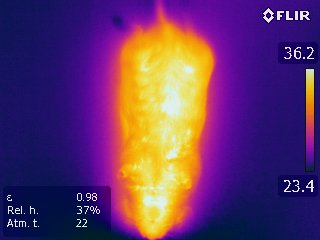 FLIR
36.2
23.4
ε 0.98
Rel. h. 37%
Atm. t. 22